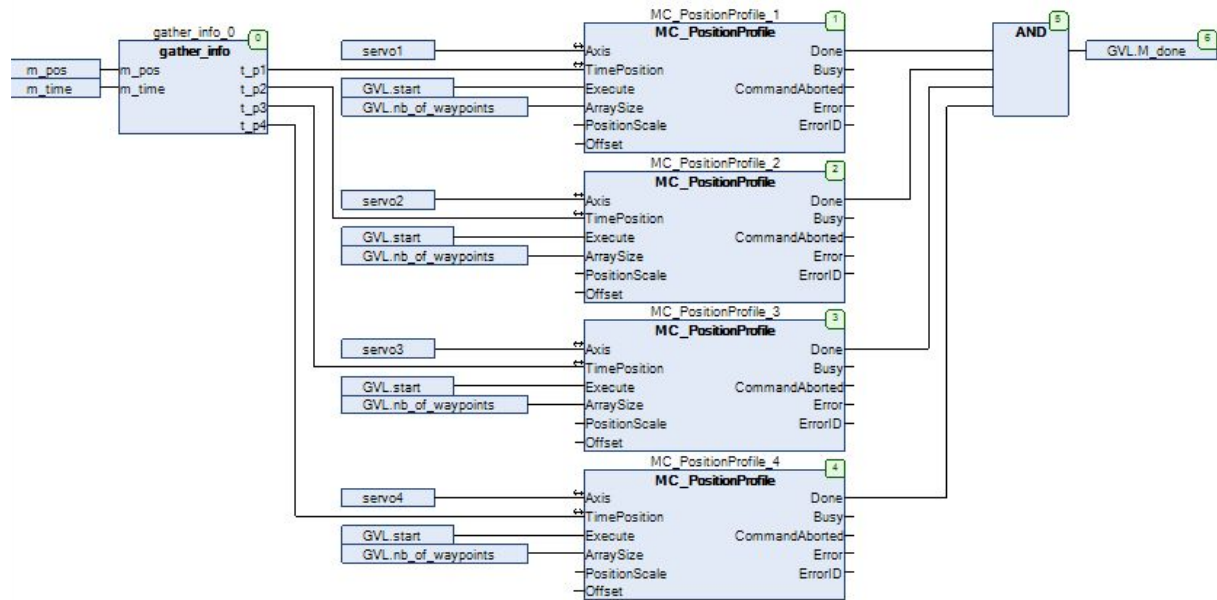 gather_info_0
0
gather_info
m_pos
m_pos
t_p1
m_time
m_time
t_p2
t_p3
t_p4
MC_PositionProfile_1
1
MC_PositionProfile
servo1
Axis
Done
TimePosition
Busy
GVL.start
Execute
CommandAborted
GVL.nb_of_waypoints
ArraySize
Error
PositionScale
ErrorID
Offset
MC_PositionProfile_2
2
MC_PositionProfile
servo2
Axis
Done
TimePosition
Busy
GVL.start
Execute
CommandAborted
GVL.nb_of_waypoints
ArraySize
Error
PositionScale
ErrorID
Offset
MC_PositionProfile_3
3
MC_PositionProfile
servo3
Axis
Done
TimePosition
Busy
GVL.start
Execute
CommandAborted
GVL.nb_of_waypoints
ArraySize
Error
PositionScale
ErrorID
Offset
MC_PositionProfile_4
4
MC_PositionProfile
servo4
Axis
Done
TimePosition
Busy
GVL.start
Execute
CommandAborted
GVL.nb_of_waypoints
ArraySize
Error
PositionScale
ErrorID
Offset
5
AND
6
GVL.M_done